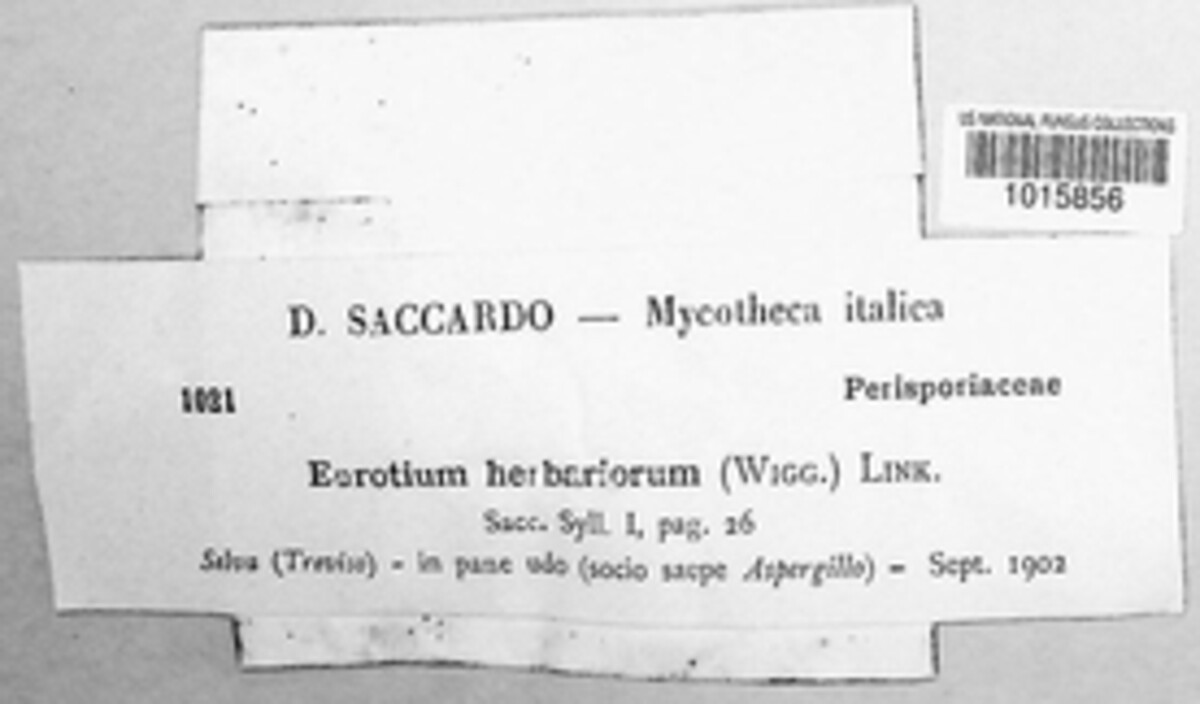 US NATIONAL FUNGUS COLLECTIONS
1015856
D. SACCARDO — Mycotheca italica
1021
Perisporiaceae
Eurotium herbariorum (WIGG.) LINK.
Sacc. Syll. I, pag. 26
Selva (Treviso) - in pane udo (socio saepe Aspergillo) - Sept. 1902